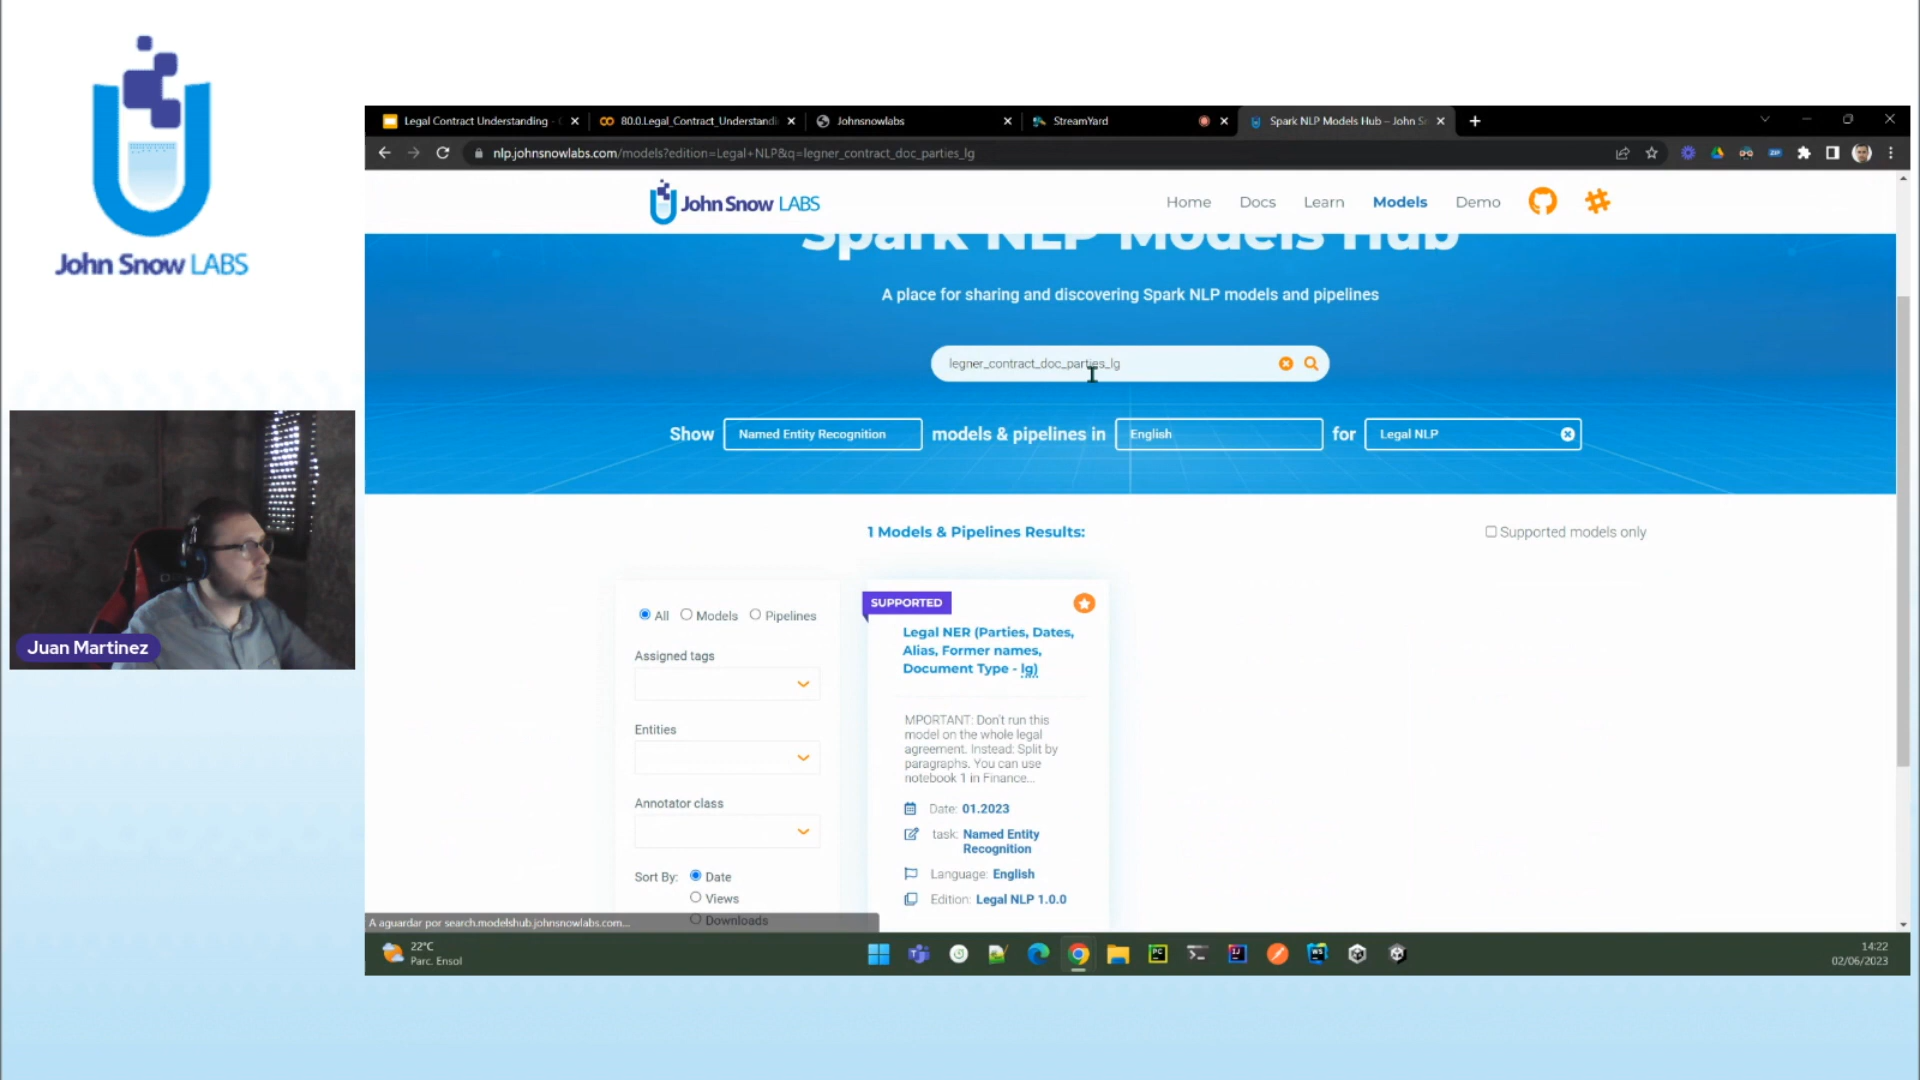 John Snow LABS
Juan Martinez
Legal Contract Understanding -
80.0.Legal_Contract_Understandi
Johnsnowlabs
StreamYard
Spark NLP Models Hub – John Sn
nlp.johnsnowlabs.com/models?edition=Legal+NLP&q=legner_contract_doc_parties_lg
John Snow LABS
Home Docs Learn Models Demo
Spark NLP Models Hub
A place for sharing and discovering Spark NLP models and pipelines
legner_contract_doc_parties_lg
Show Named Entity Recognition models & pipelines in English for Legal NLP
1 Models & Pipelines Results:
Supported models only
All Models Pipelines
Assigned tags
Entities
Annotator class
Sort By: Date
Views
Downloads
SUPPORTED
Legal NER (Parties, Dates,
Alias, Former names,
Document Type - lg)
MPORTANT: Don't run this
model on the whole legal
agreement. Instead: Split by
paragraphs. You can use
notebook 1 in Finance...
Date: 01.2023
task: Named Entity
Recognition
Language: English
Edition: Legal NLP 1.0.0
A aguardar por search.modelshub.johnsnowlabs.com...
22°C
Parc. Ensol
14:22
02/06/2023